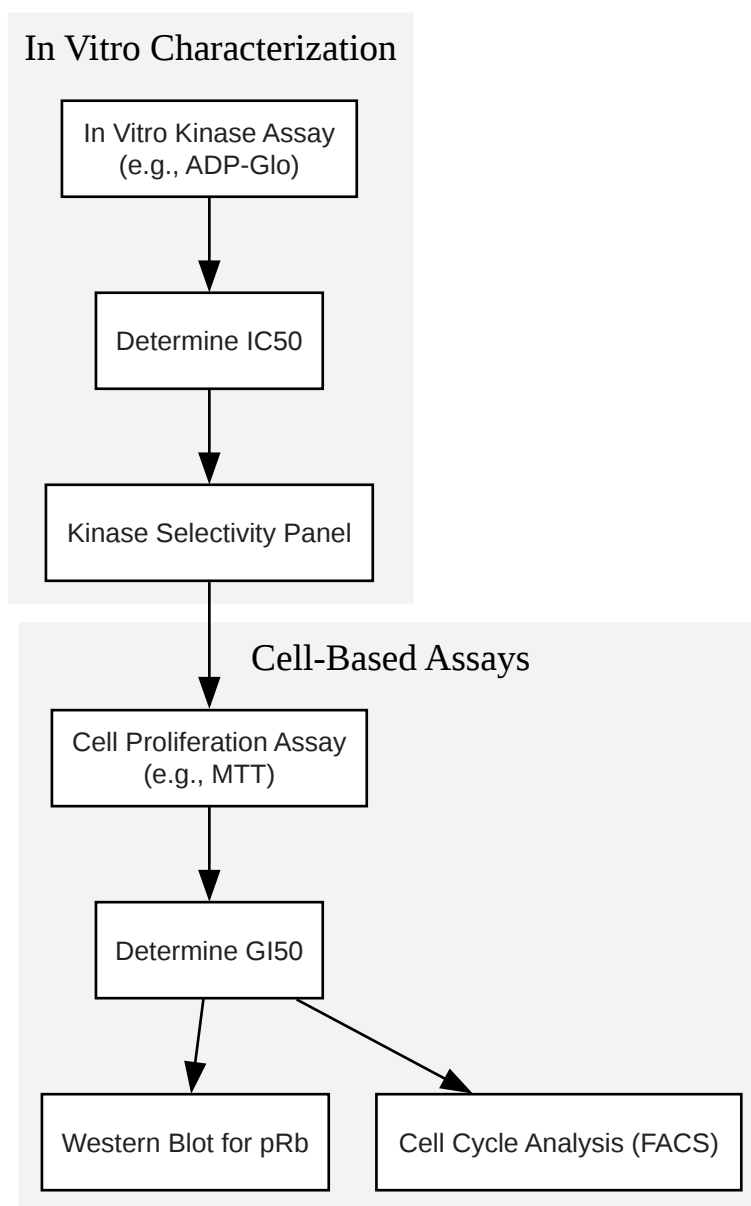 In Vitro Characterization
In Vitro Kinase Assay
(e.g., ADP-Glo)
Determine IC50
Kinase Selectivity Panel
Cell-Based Assays
Cell Proliferation Assay
(e.g., MTT)
Determine GI50
Western Blot for pRb
Cell Cycle Analysis (FACS)